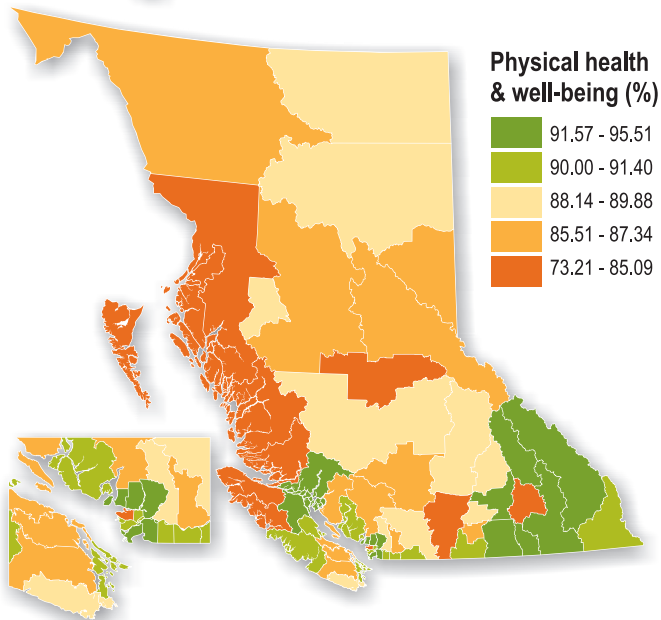 Physical health
& well-being (%)
91.57 - 95.51
90.00 - 91.40
88.14 - 89.88
85.51 - 87.34
73.21 - 85.09